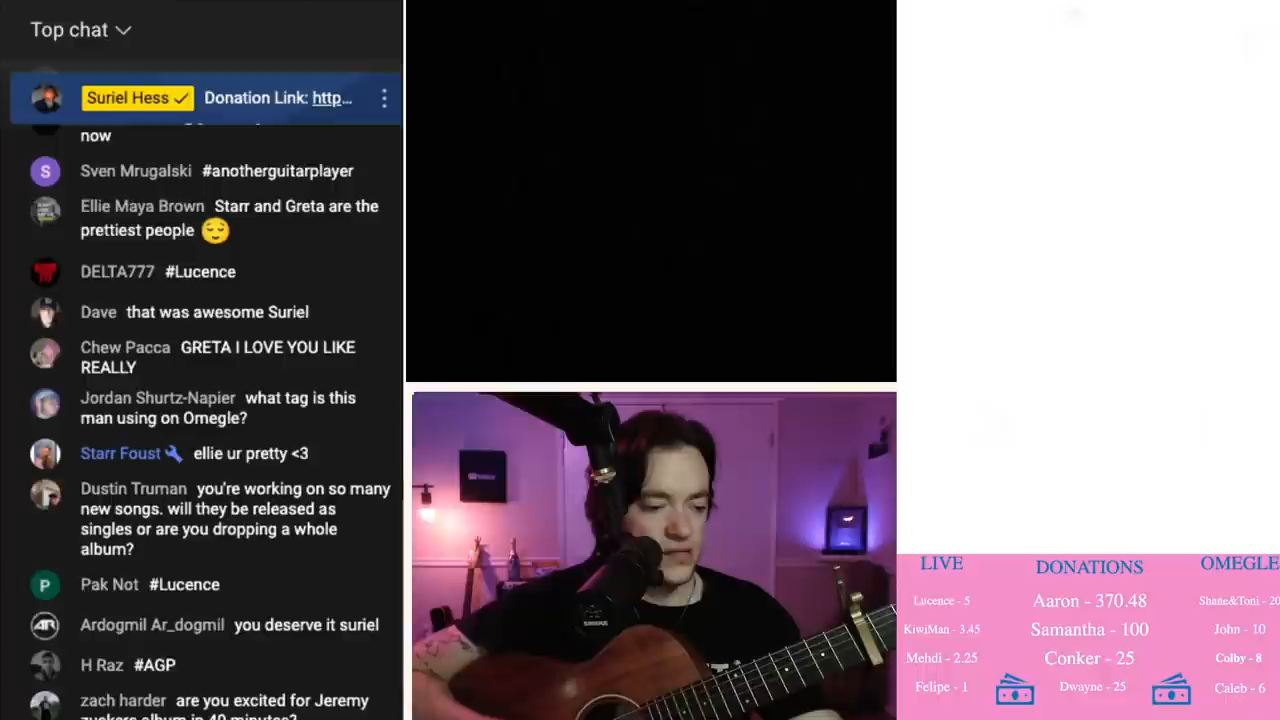 Top chat
Suriel Hess Donation Link: http...
now
Sven Mrugalski #anotherguitarplayer
Ellie Maya Brown Starr and Greta are the
prettiest people
DELTA777 #Lucence
Dave that was awesome Suriel
Chew Pacca GRETA I LOVE YOU LIKE
REALLY
Jordan Shurtz-Napier what tag is this
man using on Omegle?
Starr Foust ellie ur pretty <3
Dustin Truman you're working on so many
new songs. will they be released as
singles or are you dropping a whole
album?
S
P
Pak Not #Lucence
Ardogmil Ar_dogmil you deserve it suriel
H Raz #AGP
zach harder are you excited for Jeremy
zuckers album in 40 minutes?
LIVE
Lucence - 5
KiwiMan - 3.45
Mehdi - 2.25
Felipe - 1
DONATIONS
Aaron - 370.48
Samantha - 100
Conker - 25
Dwayne - 25
OMEGLE
Shane&Toni - 20
John - 10
Colby - 8
Caleb - 6